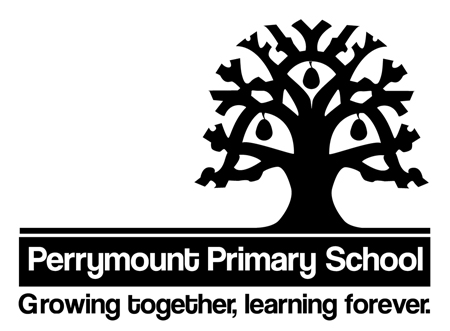 Perrymount Primary School
Growing together, learning forever.